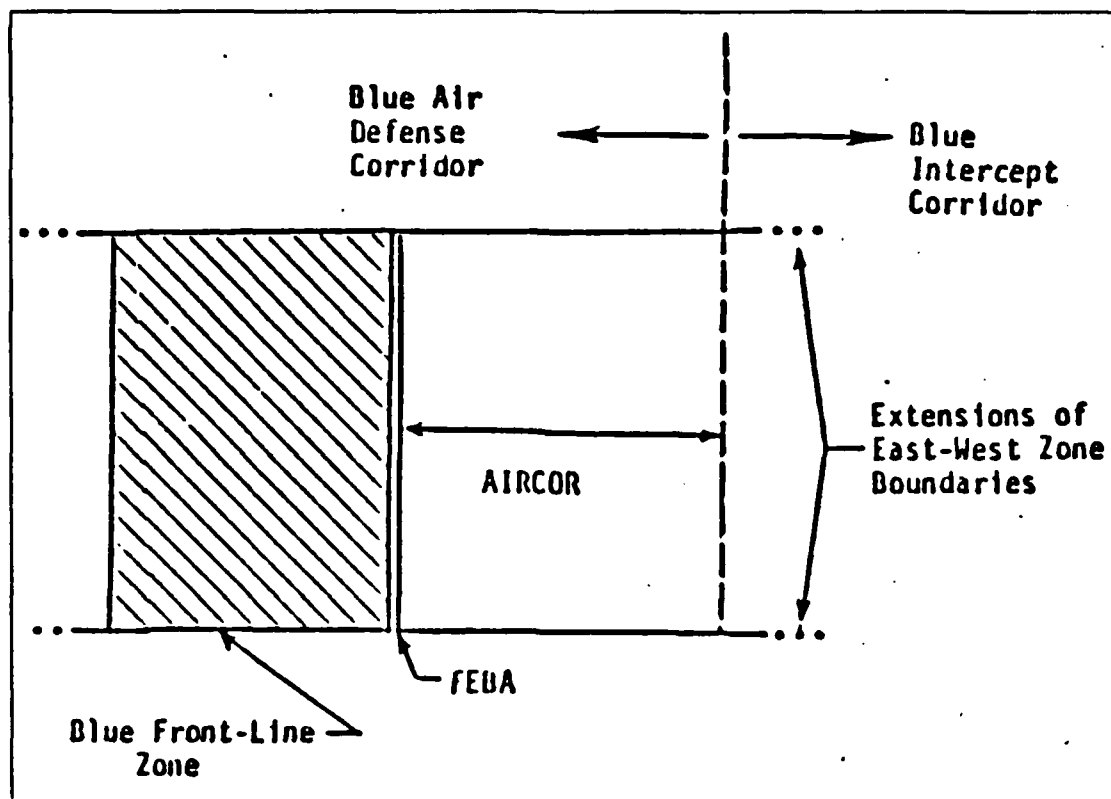 Blue Air
Defense
Corridor
Blue
Intercept
Corridor
AIRCOR
Extensions of
East-West Zone
Boundaries
FEBA
Blue Front-Line
Zone